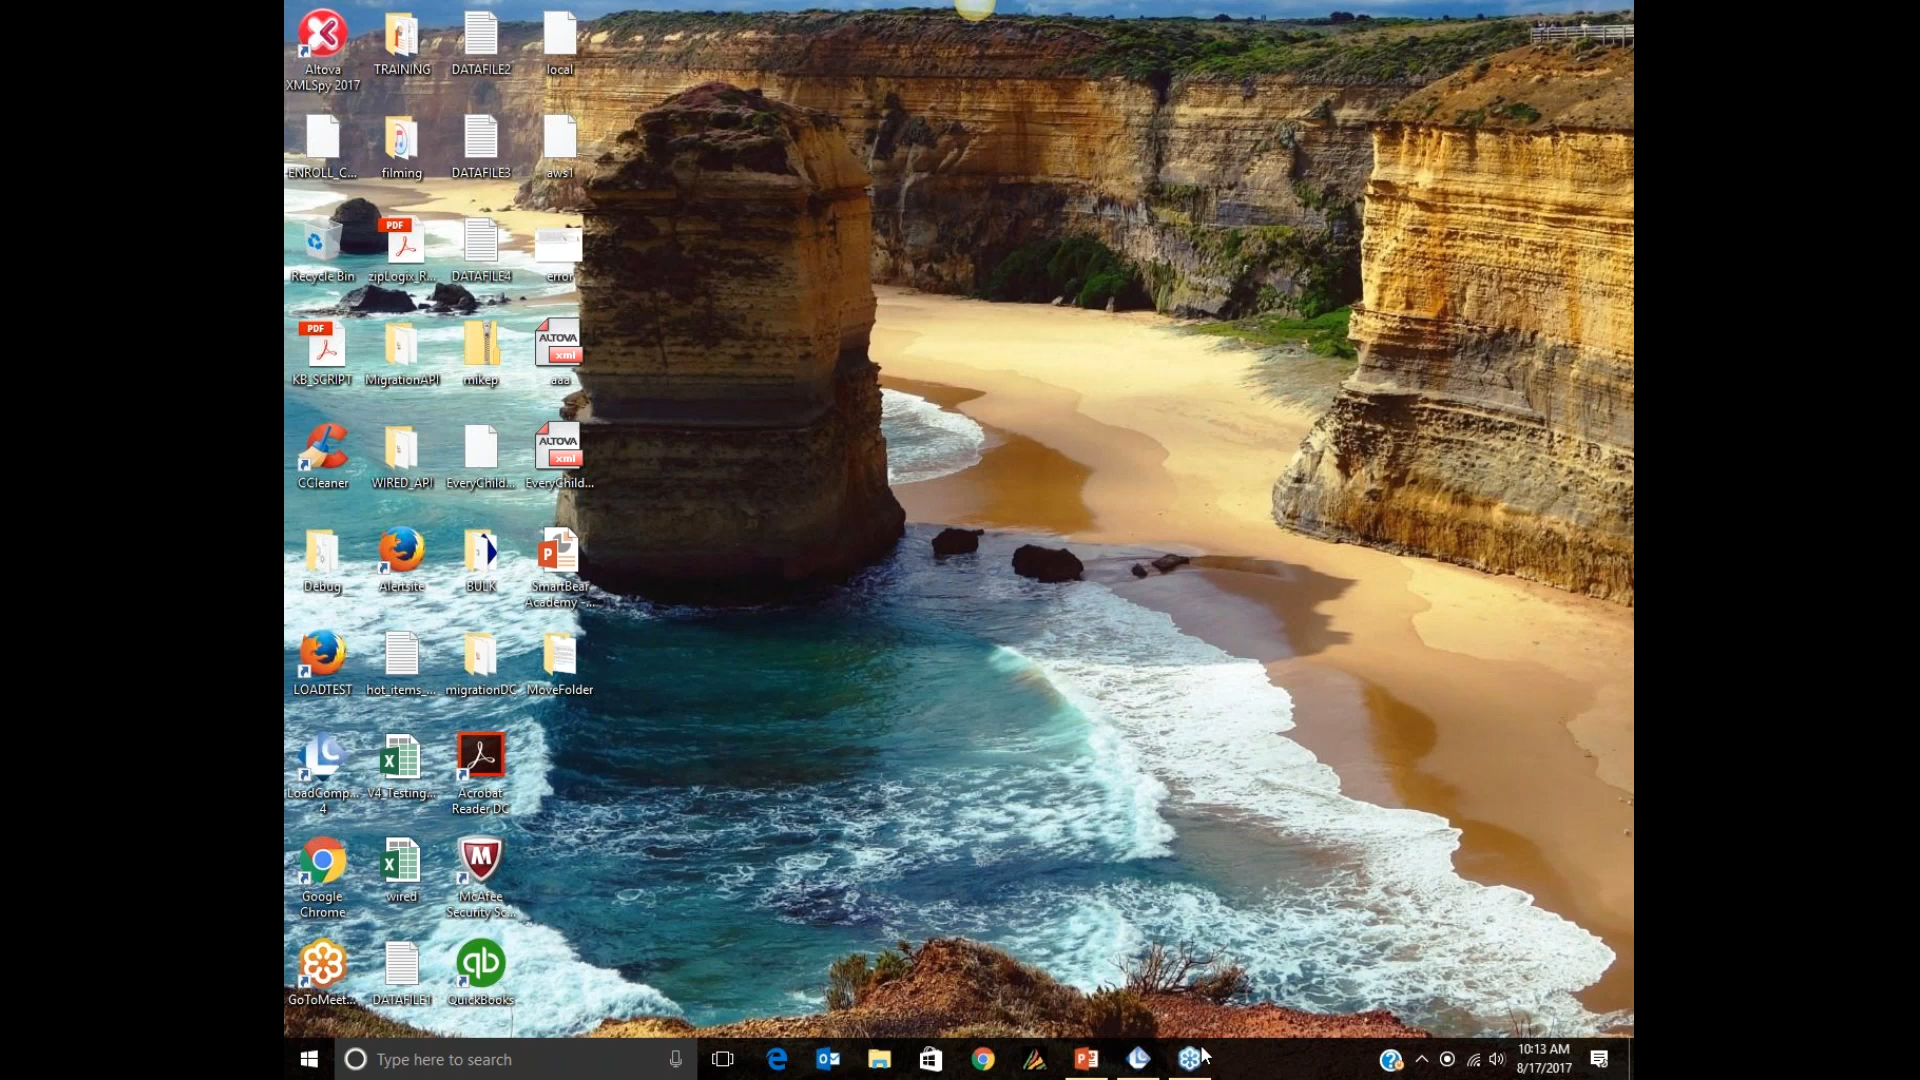 Altova
XMLSpy 2017
TRAINING
DATAFILE2
local
ENROLL_C...
filming
DATAFILE3
aws1
Recycle Bin
PDF
zipLogix_R...
DATAFILE4
error
PDF
KB_SCRIPT
MigrationAPI
mikep
ALTOVA
xml
aaa
CCleaner
WIRED_API
EveryChild...
ALTOVA
xml
EveryChild...
Debug
Alertsite
BULK
P
SmartBear
Academy -...
LOADTEST
hot_items_...
migrationDC
MoveFolder
LoadComp...
4
X
V4_Testing...
Acrobat
Reader DC
Google
Chrome
X
wired
M
McAfee
Security Sc...
GoToMeet...
DATAFILE1
qb
QuickBooks
Type here to search
10:13 AM
8/17/2017